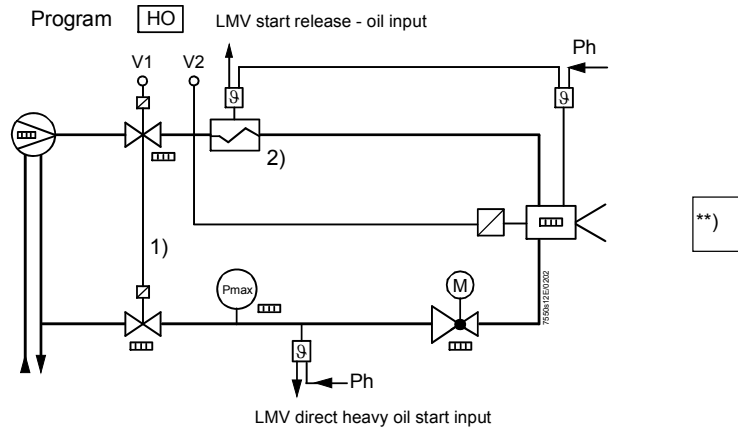 Program HO LMV start release - oil input
V1 V2 Ph
ϑ ϑ
2)
**)
1)
Pmax M
7550s12E/0202
ϑ
Ph
LMV direct heavy oil start input